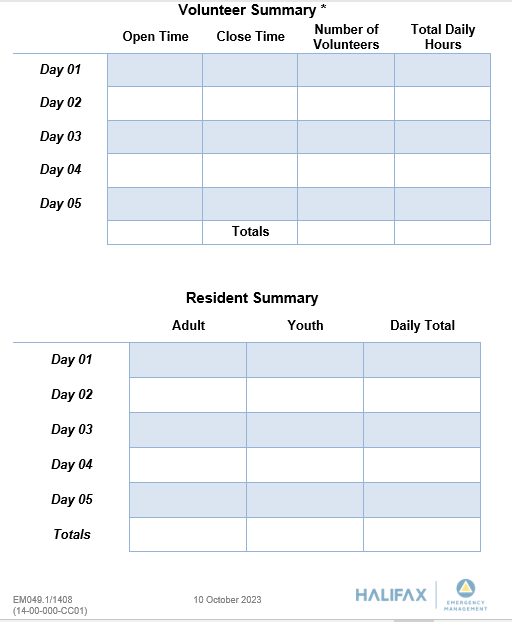 Volunteer Summary *
Open Time Close Time Number of Volunteers Total Daily Hours
Day 01
Day 02
Day 03
Day 04
Day 05
Totals
Resident Summary
Adult Youth Daily Total
Day 01
Day 02
Day 03
Day 04
Day 05
Totals
EM049.1/1408
(14-00-000-CC01)
10 October 2023
HALIFAX
EMERGENCY
MANAGEMENT